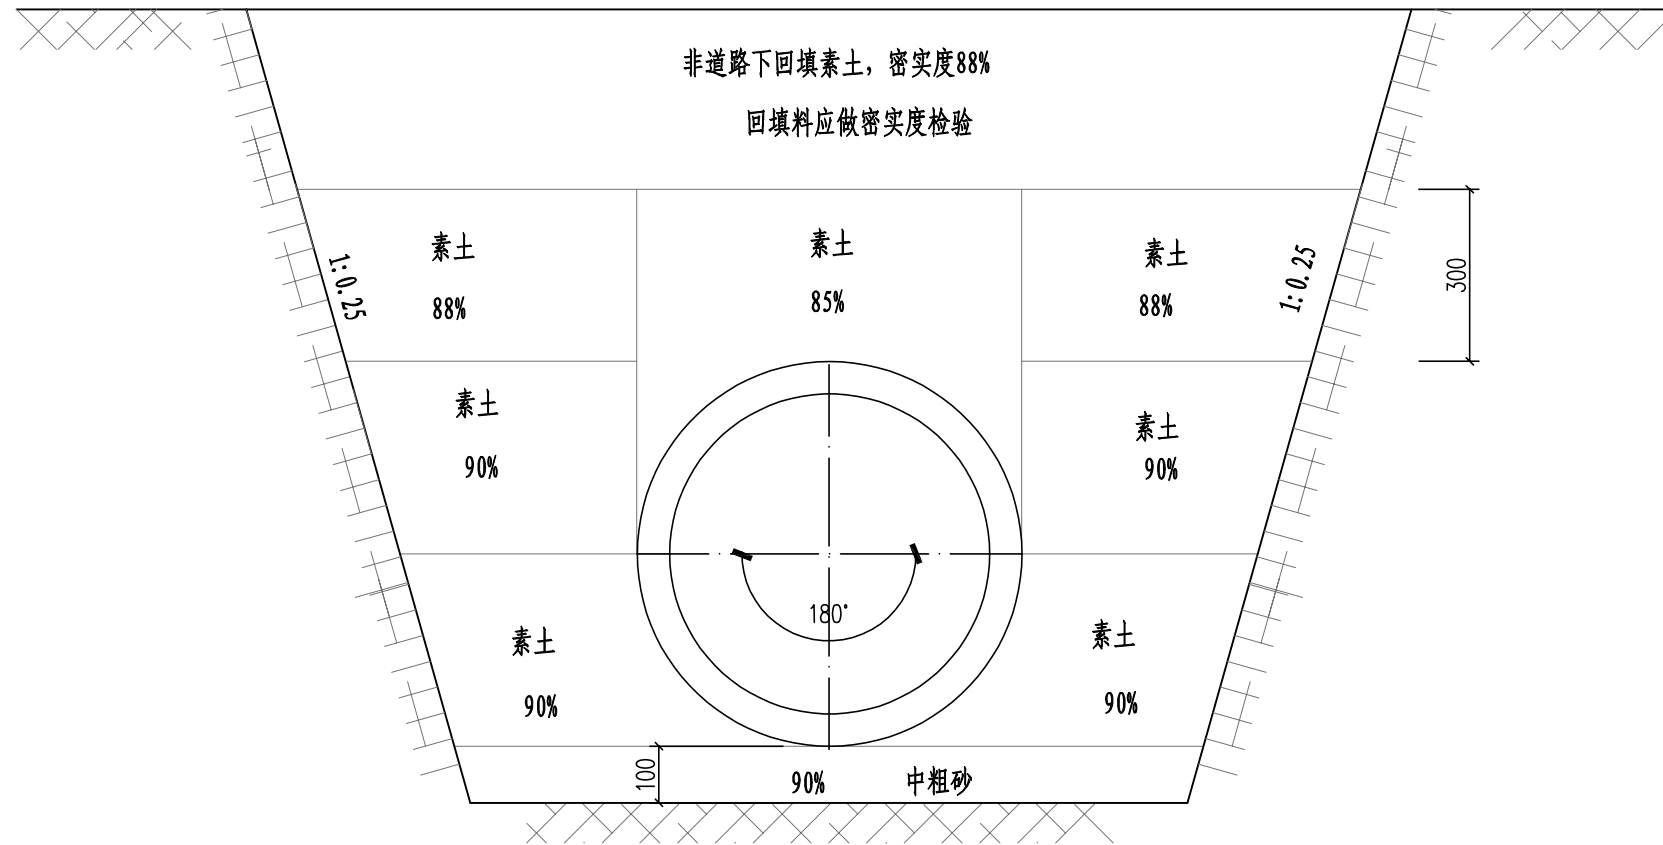 非道路下回填素土，密实度88%
回填料应做密实度检验
素土
素土
素土
1:0.25
1:0.25
300
88%
85%
88%
素土
素土
90%
90%
180°
素土
素土
90%
90%
100
90%
中粗砂